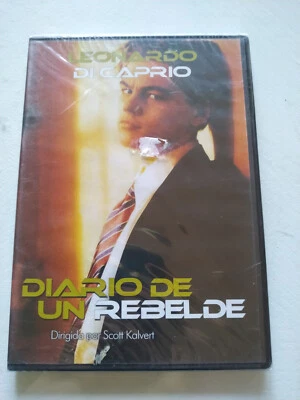 LEONARDO
DI CAPRIO
DIARIO DE
UN REBELDE
Dirigida por Scott Kalvert